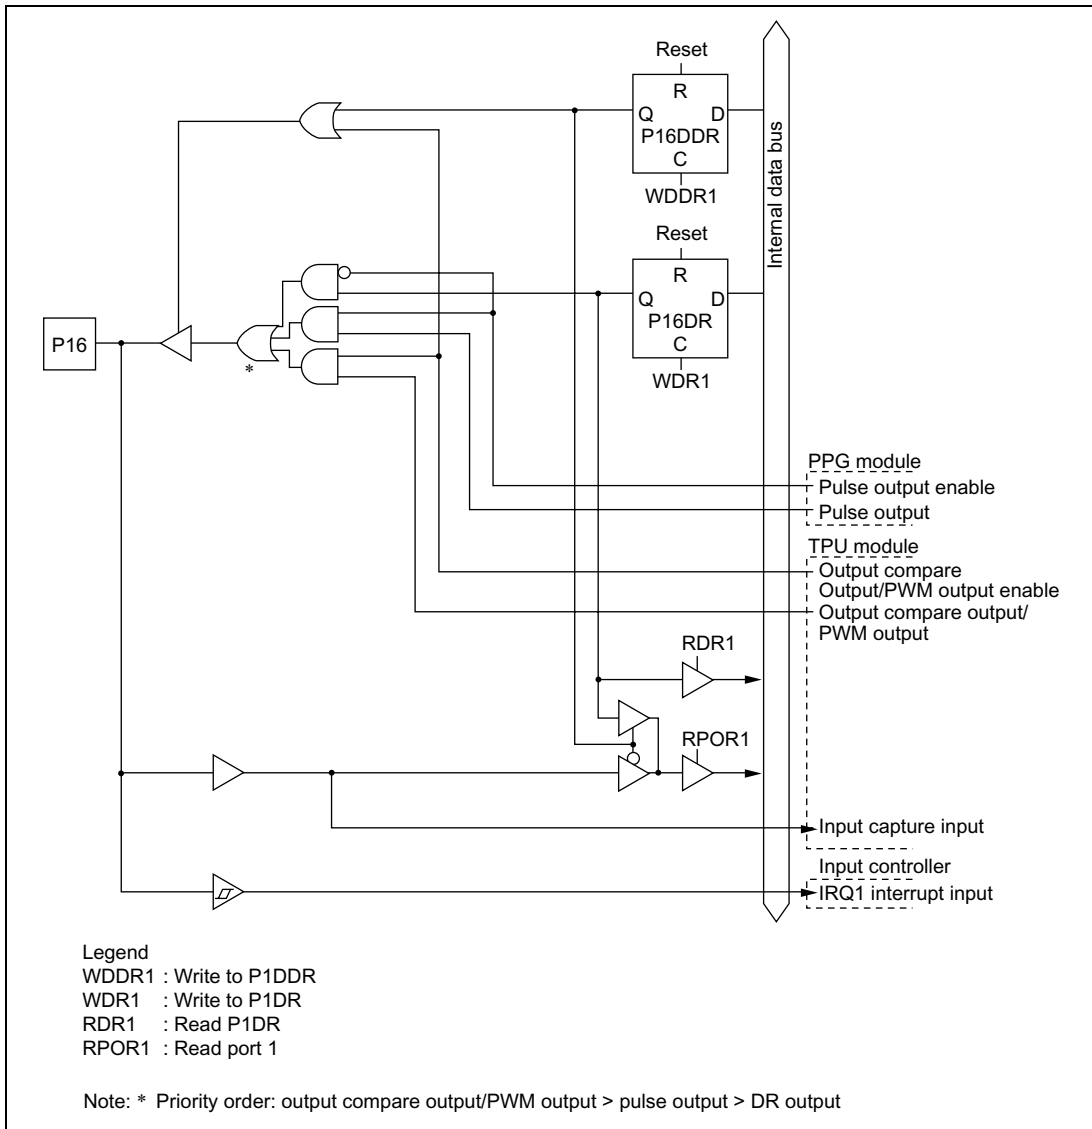 Reset
R
Q D
P16DDR
C
WDDR1
Internal data bus
Reset
R
Q D
P16DR
C
WDR1
P16
*
PPG module
Pulse output enable
Pulse output
TPU module
Output compare
Output/PWM output enable
Output compare output/
PWM output
RDR1
RPOR1
Input capture input
Input controller
IRQ1 interrupt input
Legend
WDDR1 : Write to P1DDR
WDR1 : Write to P1DR
RDR1 : Read P1DR
RPOR1 : Read port 1
Note: * Priority order: output compare output/PWM output > pulse output > DR output